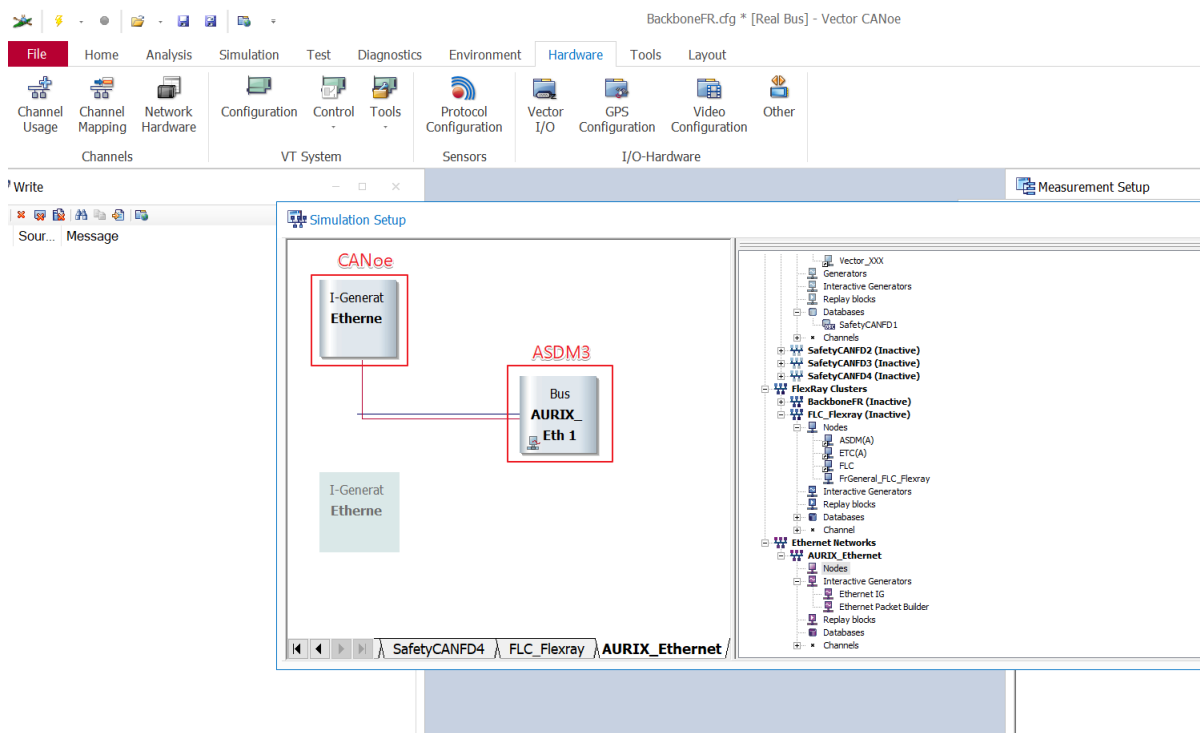 BackboneFR.cfg * [Real Bus] - Vector CANoe
File Home Analysis Simulation Test Diagnostics Environment Hardware Tools Layout
Channel Usage
Channel Mapping
Network Hardware
Configuration
Control
Tools
Protocol Configuration
Vector I/O
GPS Configuration
Video Configuration
Other
Channels
VT System
Sensors
I/O-Hardware
Write
Measurement Setup
Sour... Message
Simulation Setup
CANoe
I-Generat
Etherne
ASDM3
Bus
AURIX_
Eth 1
I-Generat
Etherne
SafetyCANFD4 FLC_Flexray AURIX_Ethernet
Vector_XXX
Generators
Interactive Generators
Replay blocks
Databases
SafetyCANFD1
Channels
SafetyCANFD2 (Inactive)
SafetyCANFD3 (Inactive)
SafetyCANFD4 (Inactive)
FlexRay Clusters
BackboneFR (Inactive)
FLC_Flexray (Inactive)
Nodes
ASDM(A)
ETC(A)
FLC
FrGeneral_FLC_Flexray
Interactive Generators
Replay blocks
Databases
Channel
Ethernet Networks
AURIX_Ethernet
Nodes
Interactive Generators
Ethernet IG
Ethernet Packet Builder
Replay blocks
Databases
Channels